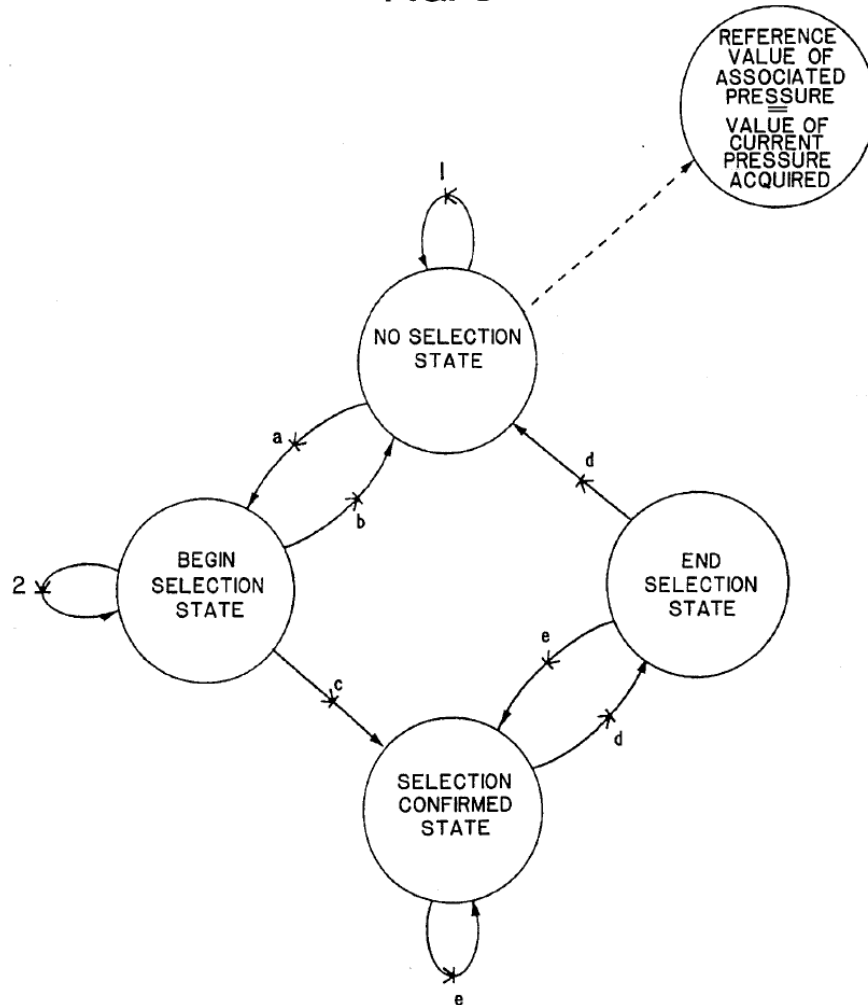 REFERENCE
VALUE OF
ASSOCIATED
PRESSURE
=
VALUE OF
CURRENT
PRESSURE
ACQUIRED
1
NO SELECTION
STATE
a
b
d
2
BEGIN
SELECTION
STATE
END
SELECTION
STATE
c
e
d
SELECTION
CONFIRMED
STATE
e